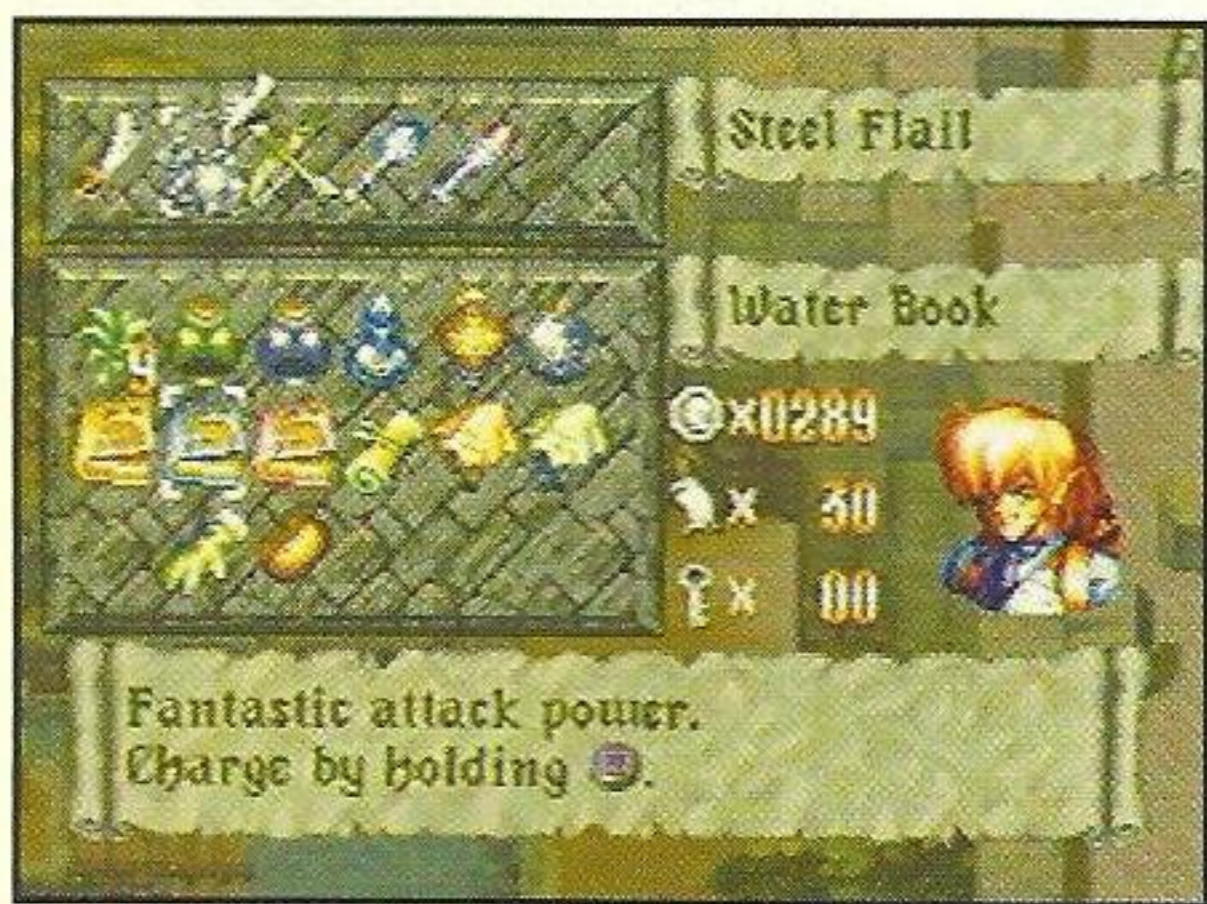 Steel Flail
Water Book
x0289
x 30
x 00
Fantastic attack power.
Charge by holding